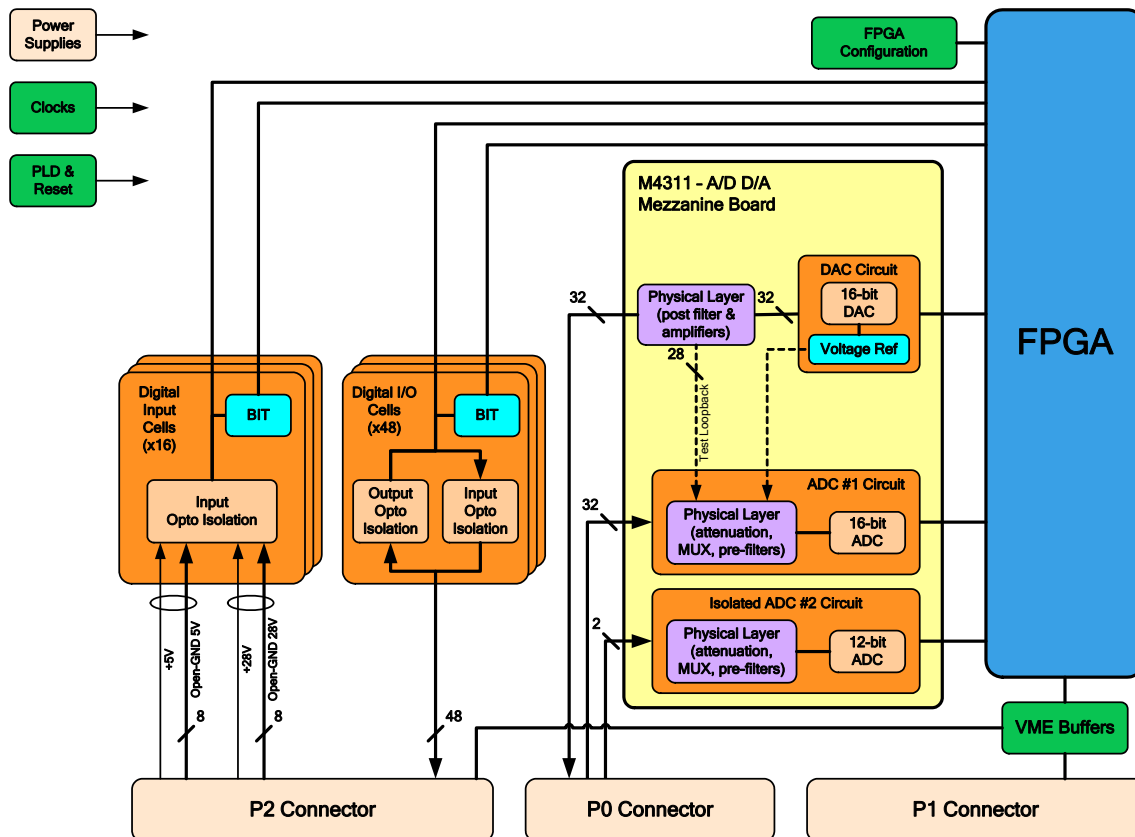 Power
Supplies
Clocks
PLD &
Reset
FPGA
Configuration
FPGA
M4311 - A/D D/A
Mezzanine Board
DAC Circuit
16-bit
DAC
Voltage Ref
32
Physical Layer
(post filter &
amplifiers)
32
28
Test Loopback
Digital
Input
Cells
(x16)
BIT
Input
Opto Isolation
Digital I/O
Cells
(x48)
BIT
Output
Opto
Isolation
Input
Opto
Isolation
ADC #1 Circuit
32
Physical Layer
(attenuation,
MUX, pre-filters)
16-bit
ADC
Isolated ADC #2 Circuit
2
Physical Layer
(attenuation,
MUX, pre-filters)
12-bit
ADC
+5V
Open-GND 5V
8
+28V
Open-GND 28V
8
48
VME Buffers
P2 Connector
P0 Connector
P1 Connector